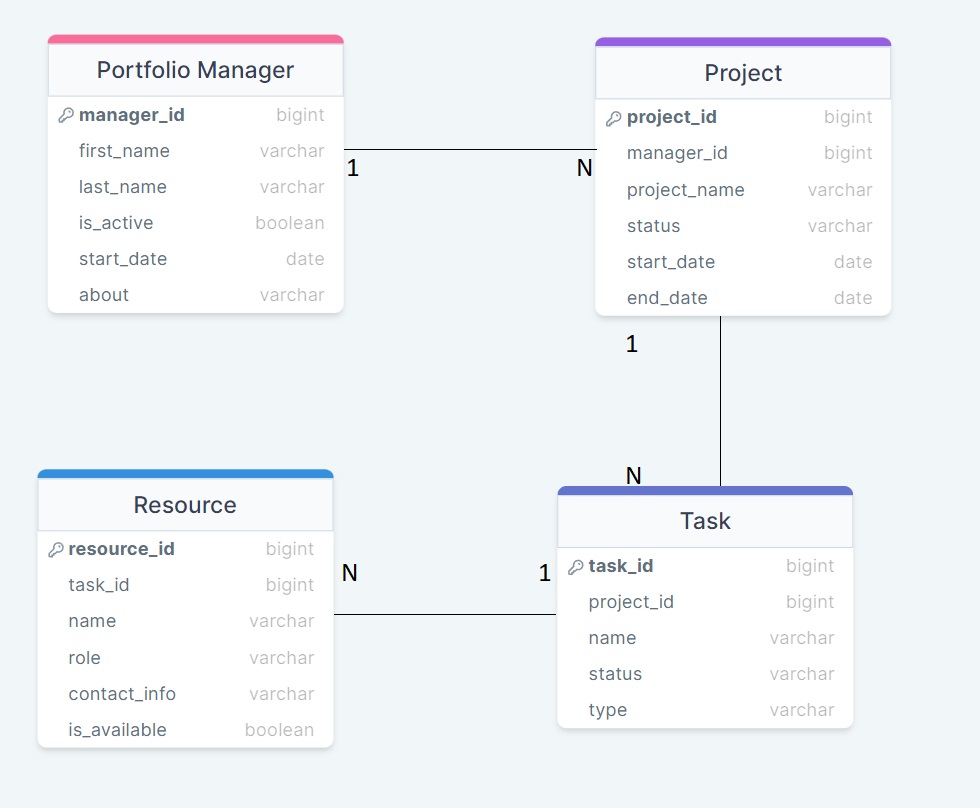 Portfolio Manager
manager_id bigint
first_name varchar
last_name varchar
is_active boolean
start_date date
about varchar
1
N
Project
project_id bigint
manager_id bigint
project_name varchar
status varchar
start_date date
end_date date
1
N
Resource
resource_id bigint
task_id bigint
name varchar
role varchar
contact_info varchar
is_available boolean
N
1
Task
task_id bigint
project_id bigint
name varchar
status varchar
type varchar